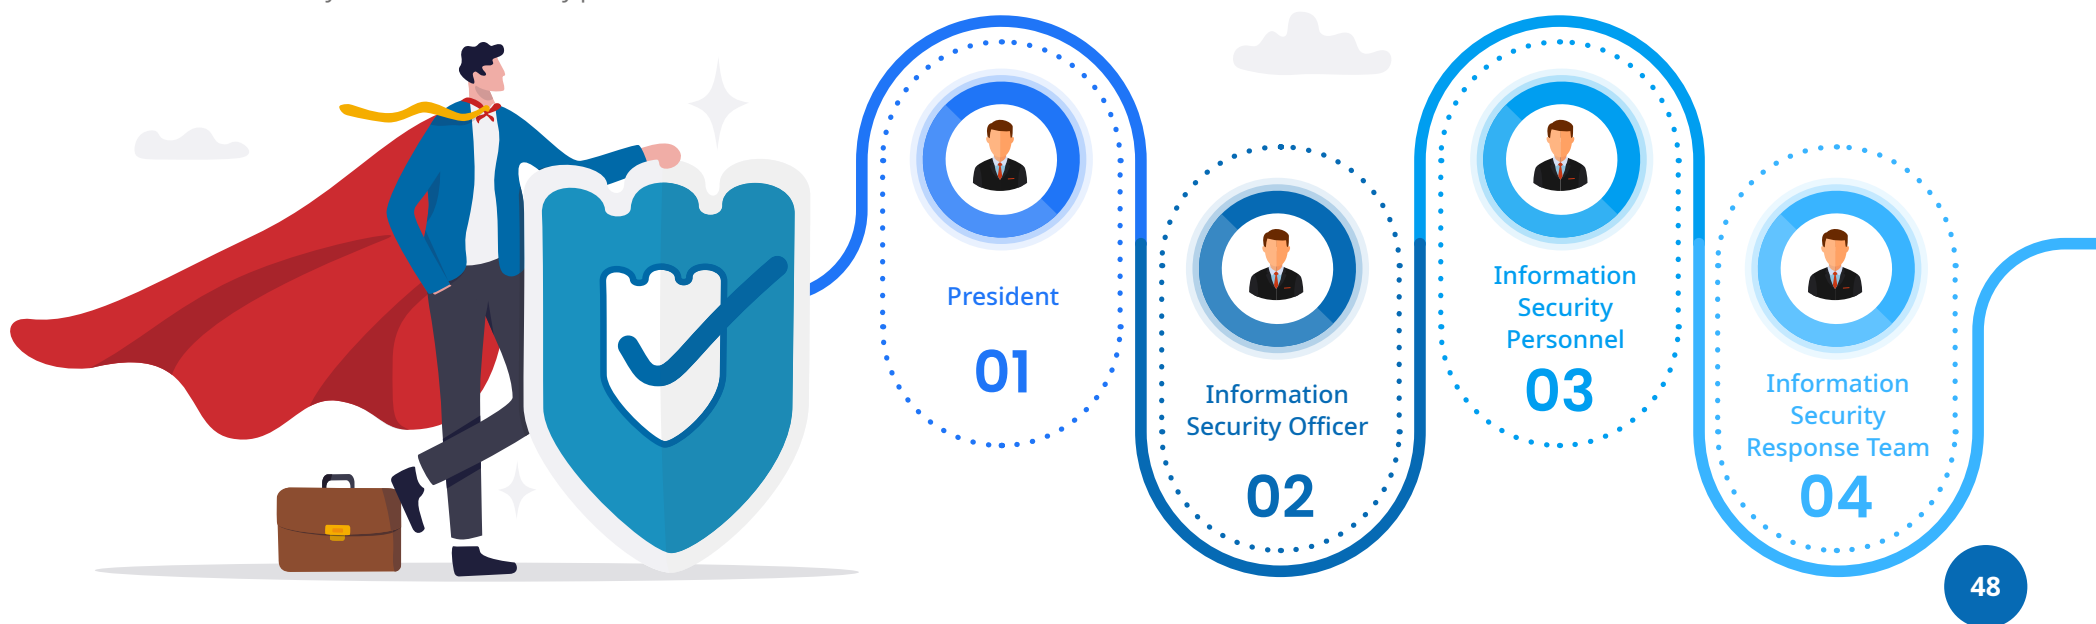 President
01
Information
Security Officer
02
Information
Security
Personnel
03
Information
Security
Response Team
04
48